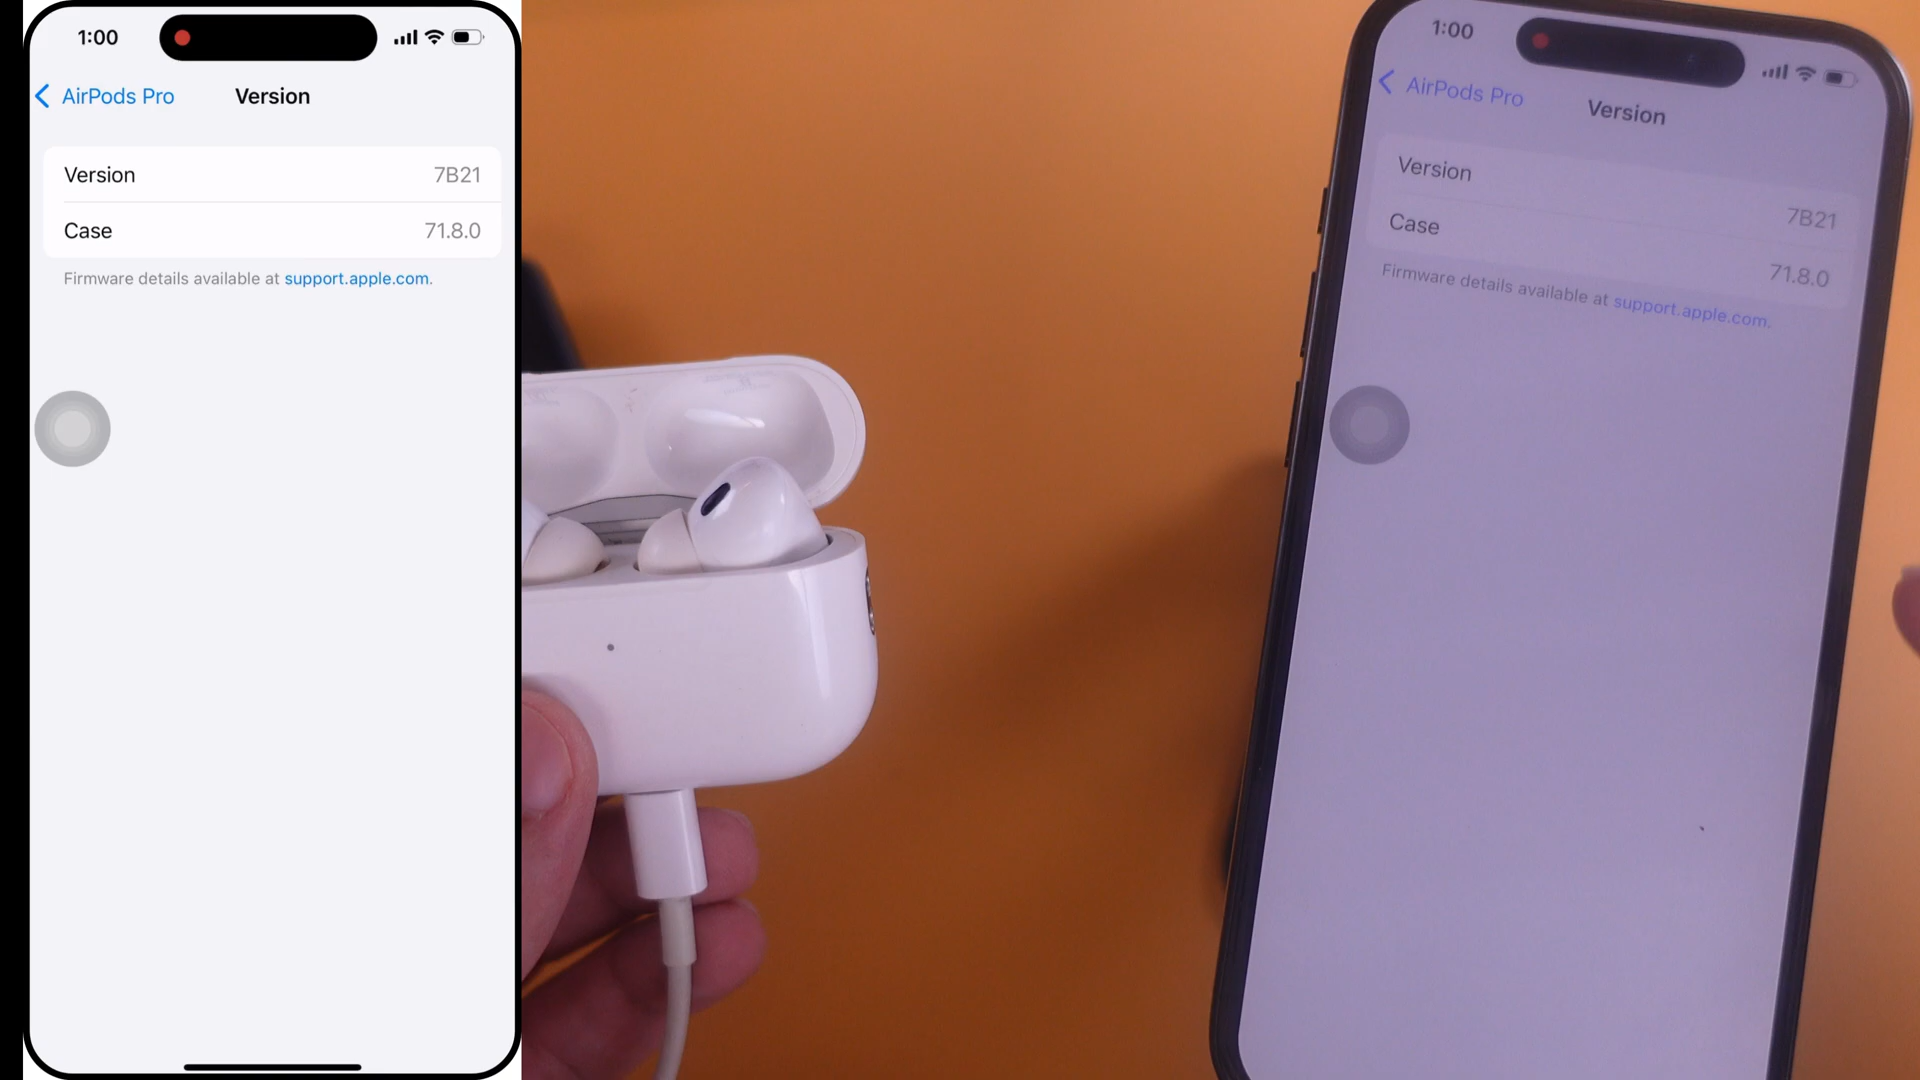 1:00
AirPods Pro
Version
Version 7B21
Case 71.8.0
Firmware details available at support.apple.com.
1:00
AirPods Pro
Version
Version 7B21
Case 71.8.0
Firmware details available at support.apple.com.